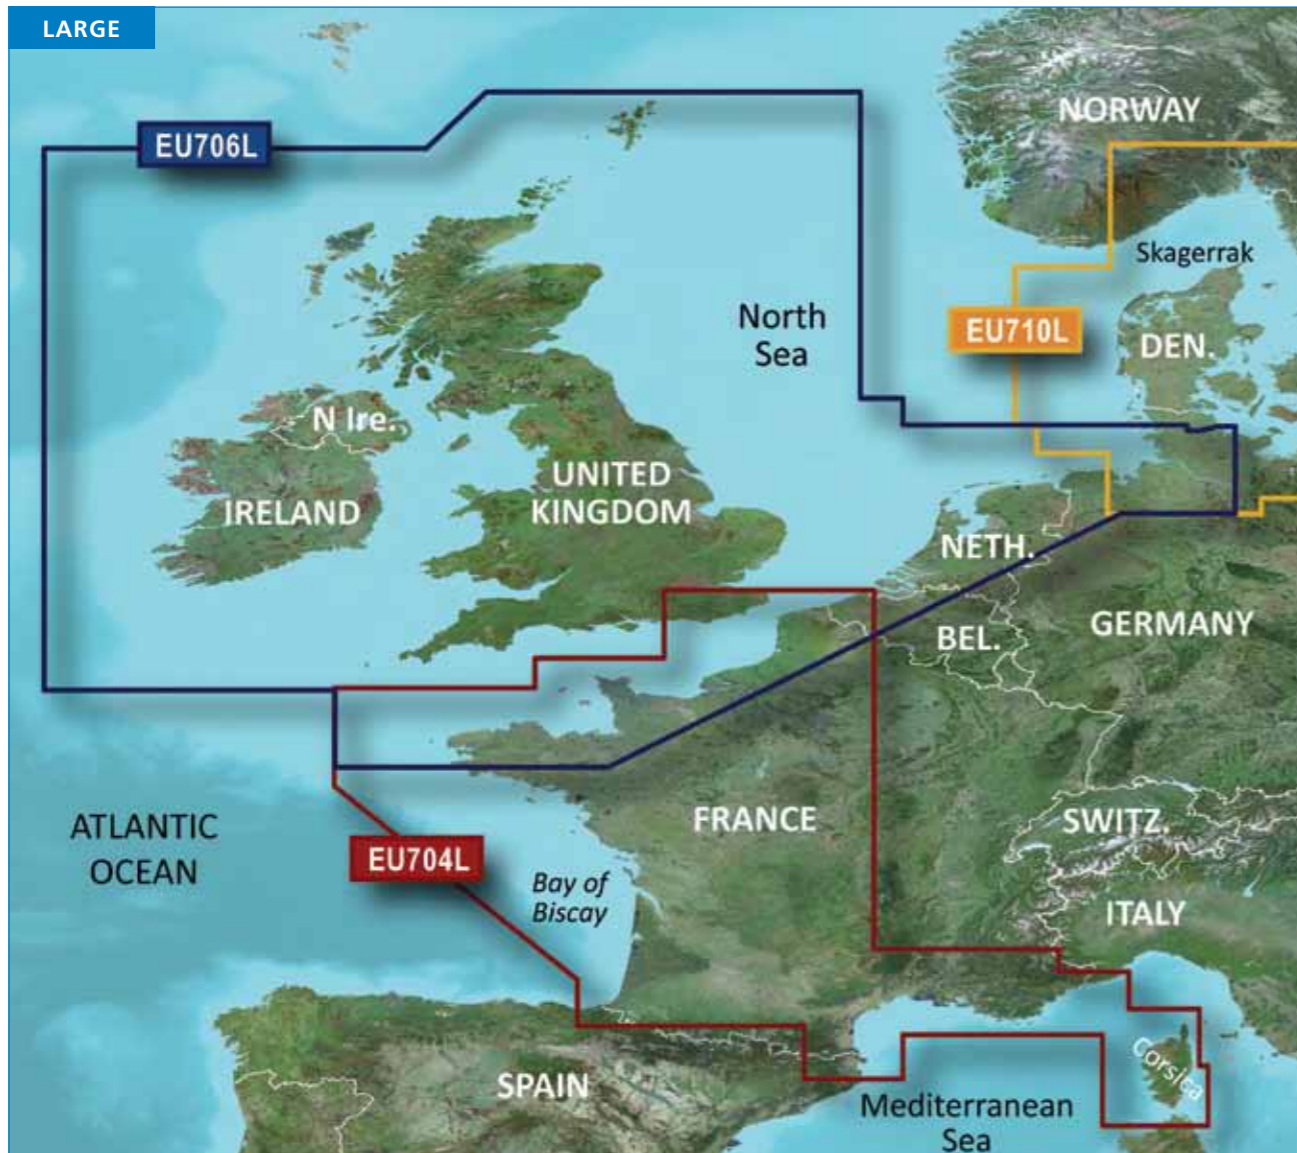 LARGE
EU706L
NORWAY
Skagerrak
North
Sea
EU710L
DEN.
N Ire.
IRELAND
UNITED
KINGDOM
NETH.
BEL.
GERMANY
FRANCE
SWITZ.
ATLANTIC
OCEAN
EU704L
Bay of
Biscay
ITALY
SPAIN
Corsica
Mediterranean
Sea